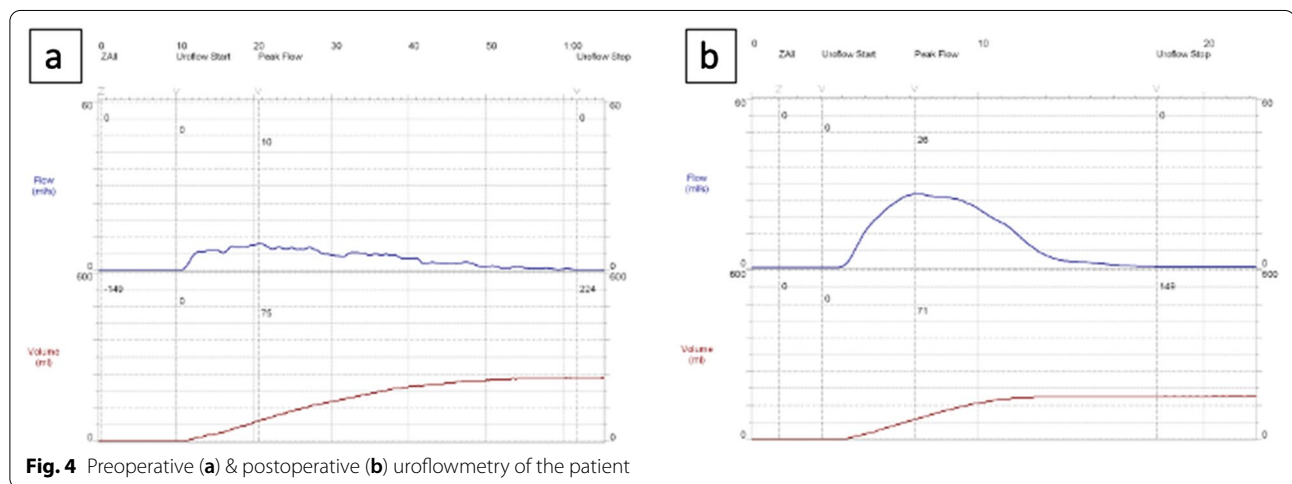 a
0 10 20 30 40 50 1:00
ZAll Uroflow Start Peak Flow Uroflow Stop
60 60
0 0 10 0
Flow
(ml/s)
0 0
600 600
-149 0 75 224
Volume
(ml)
0 0
b
0 10 20
ZAll Uroflow Start Peak Flow Uroflow Stop
60 60
0 0 26 0
Flow
(ml/s)
0 0
600 600
0 0 71 149
Volume
(ml)
0 0
Fig. 4 Preoperative (a) & postoperative (b) uroflowmetry of the patient